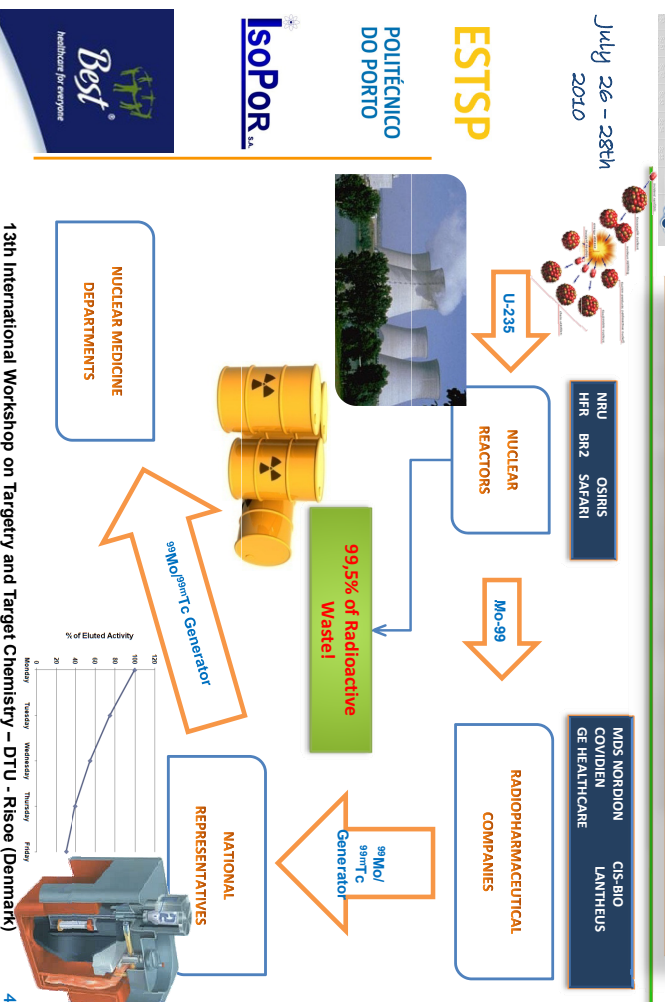 July 26 – 28th
2010
ESTSP
POLITÉCNICO
DO PORTO
IsoPoR S.A.
Best ®
healthcare for everyone
U-235
NRU OSIRIS
HFR BR2 SAFARI
NUCLEAR
REACTORS
Mo-99
MDS NORDION CIS-BIO
COVIDIEN LANTHEUS
GE HEALTHCARE
RADIOPHARMACEUTICAL
COMPANIES
99,5% of Radioactive
Waste!
⁹⁹Mo/
⁹⁹ᵐTc
Generator
NUCLEAR MEDICINE
DEPARTMENTS
⁹⁹Mo/⁹⁹ᵐTc Generator
NATIONAL
REPRESENTATIVES
% of Eluted Activity
120
100
80
60
40
20
0
Monday Tuesday Wednesday Thursday Friday
13th International Workshop on Targetry and Target Chemistry – DTU - Risoe (Denmark)
4